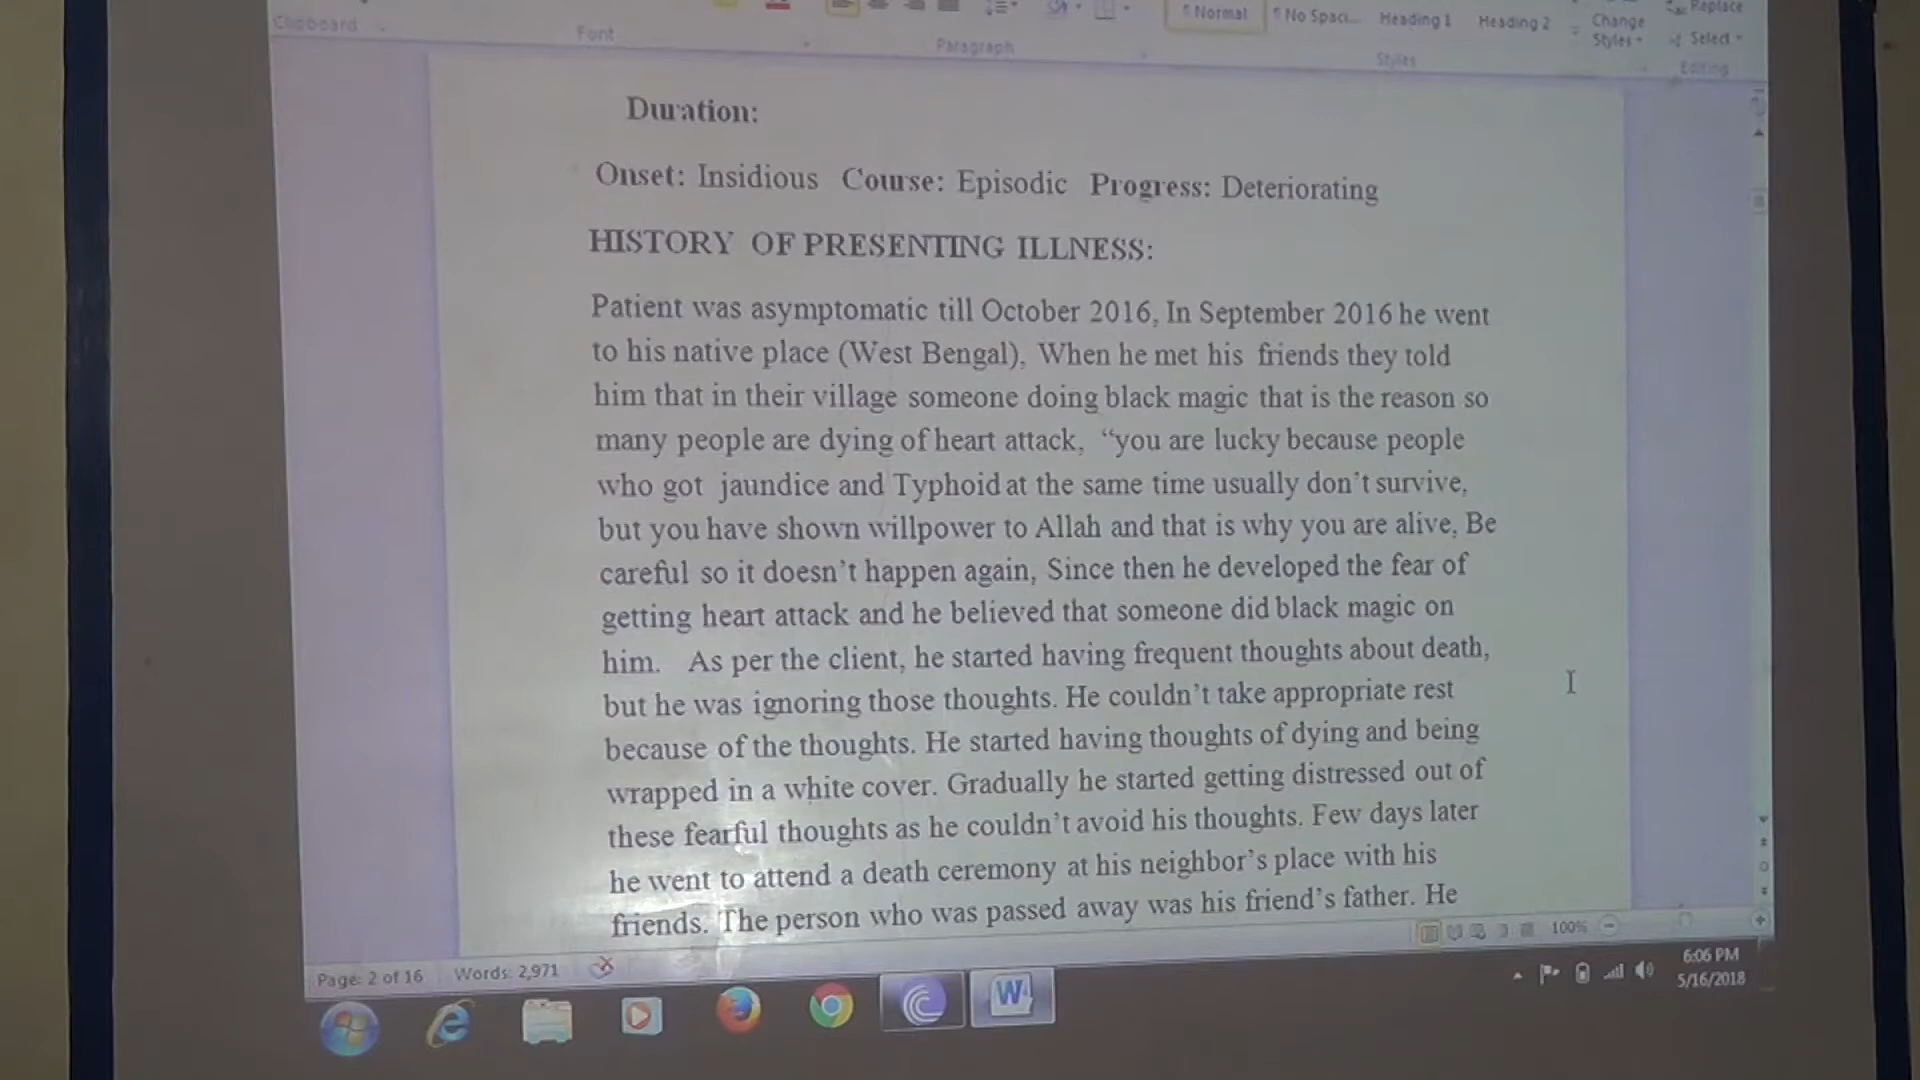 Clipboard
Font
Paragraph
Normal
No Spaci...
Heading 1
Heading 2
Change Styles
Styles
Replace
Select
Editing
Duration:
Onset: Insidious Course: Episodic Progress: Deteriorating
HISTORY OF PRESENTING ILLNESS:
Patient was asymptomatic till October 2016, In September 2016 he went
to his native place (West Bengal), When he met his friends they told
him that in their village someone doing black magic that is the reason so
many people are dying of heart attack, “you are lucky because people
who got jaundice and Typhoid at the same time usually don’t survive,
but you have shown willpower to Allah and that is why you are alive, Be
careful so it doesn’t happen again, Since then he developed the fear of
getting heart attack and he believed that someone did black magic on
him. As per the client, he started having frequent thoughts about death,
but he was ignoring those thoughts. He couldn’t take appropriate rest
because of the thoughts. He started having thoughts of dying and being
wrapped in a white cover. Gradually he started getting distressed out of
these fearful thoughts as he couldn’t avoid his thoughts. Few days later
he went to attend a death ceremony at his neighbor’s place with his
friends. The person who was passed away was his friend’s father. He
Page: 2 of 16
Words: 2,971
100%
6:06 PM
5/16/2018